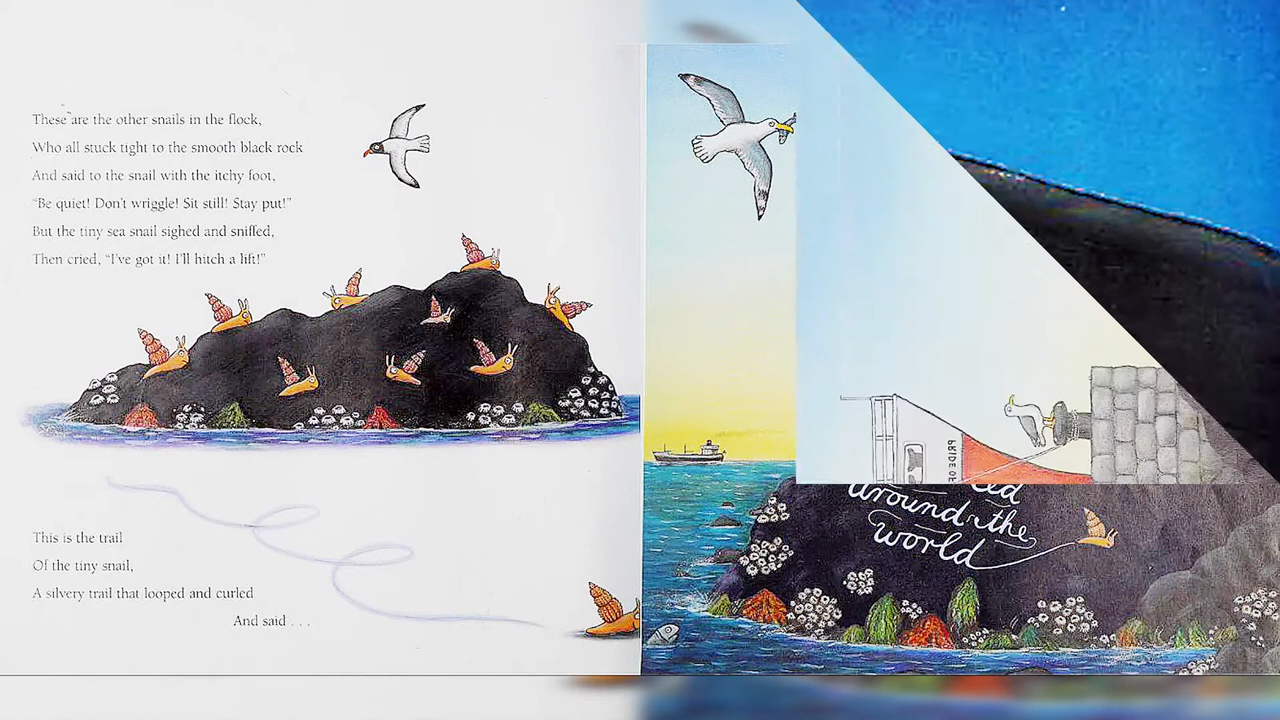 These are the other snails in the flock,
Who all stuck tight to the smooth black rock
And said to the snail with the itchy foot,
“Be quiet! Don't wriggle! Sit still! Stay put!”
But the tiny sea snail sighed and sniffed,
Then cried, “I've got it! I'll hitch a lift!”
This is the trail
Of the tiny snail,
A silvery trail that looped and curled
And said . . .
PRIDE OF
around the
world